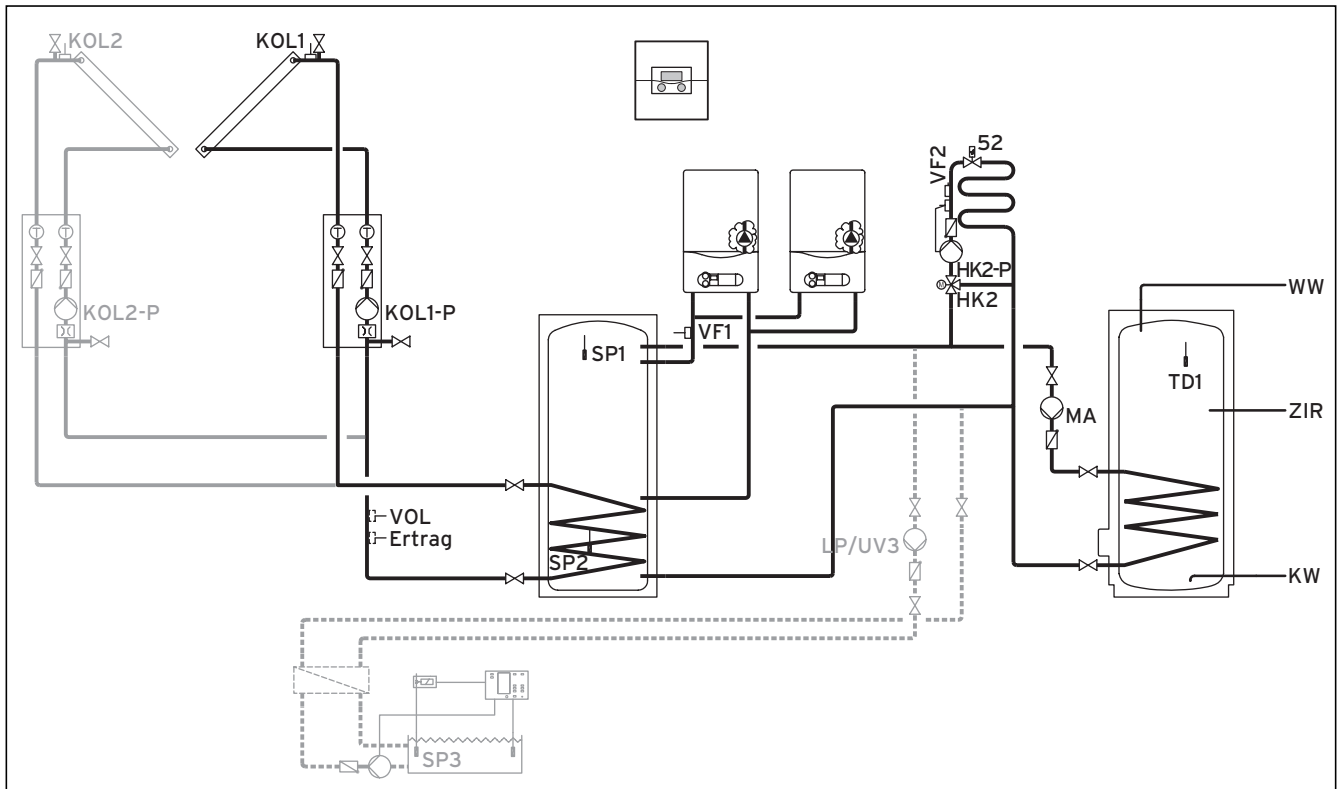 KOL2
KOL1
VF2
52
KOL2-P
KOL1-P
HK2-P
HK2
WW
VF1
SP1
TD1
ZIR
MA
VOL
Ertrag
LP/UV3
SP2
KW
SP3